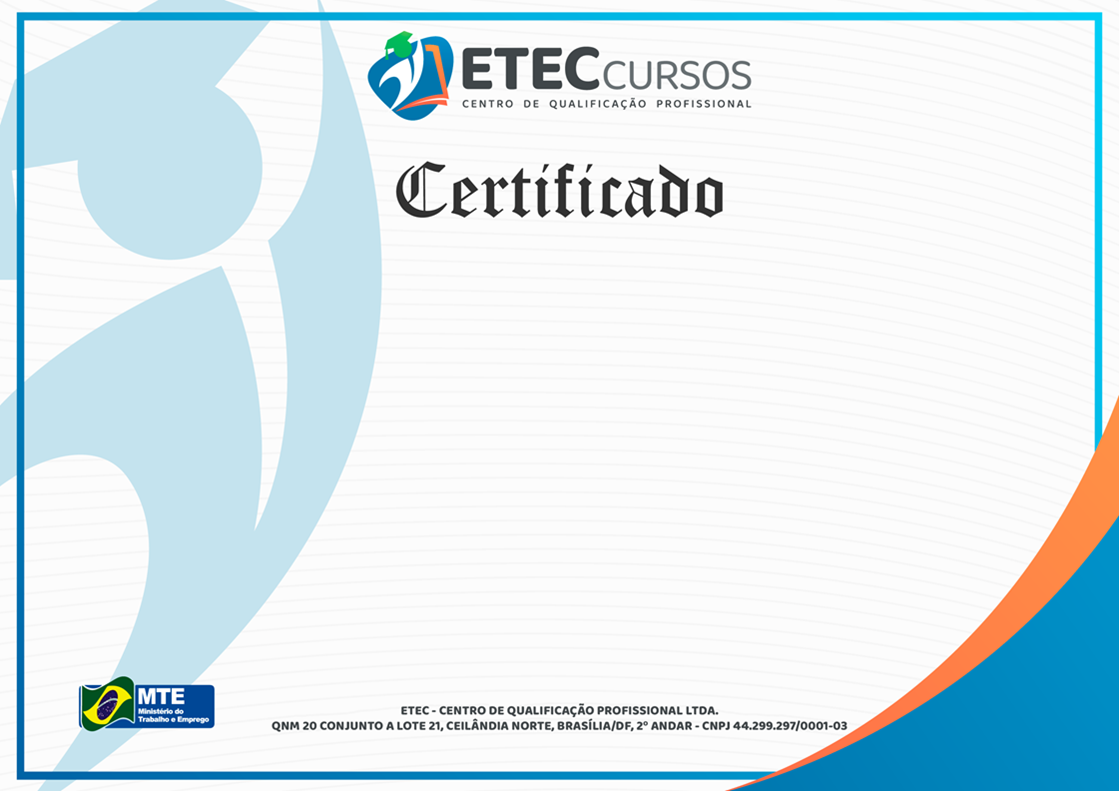 ETEC CURSOS
CENTRO DE QUALIFICAÇÃO PROFISSIONAL
Certificado
MTE
Ministério do
Trabalho e Emprego
ETEC - CENTRO DE QUALIFICAÇÃO PROFISSIONAL LTDA.
QNM 20 CONJUNTO A LOTE 21, CEILÂNDIA NORTE, BRASÍLIA/DF, 2º ANDAR - CNPJ 44.299.297/0001-03